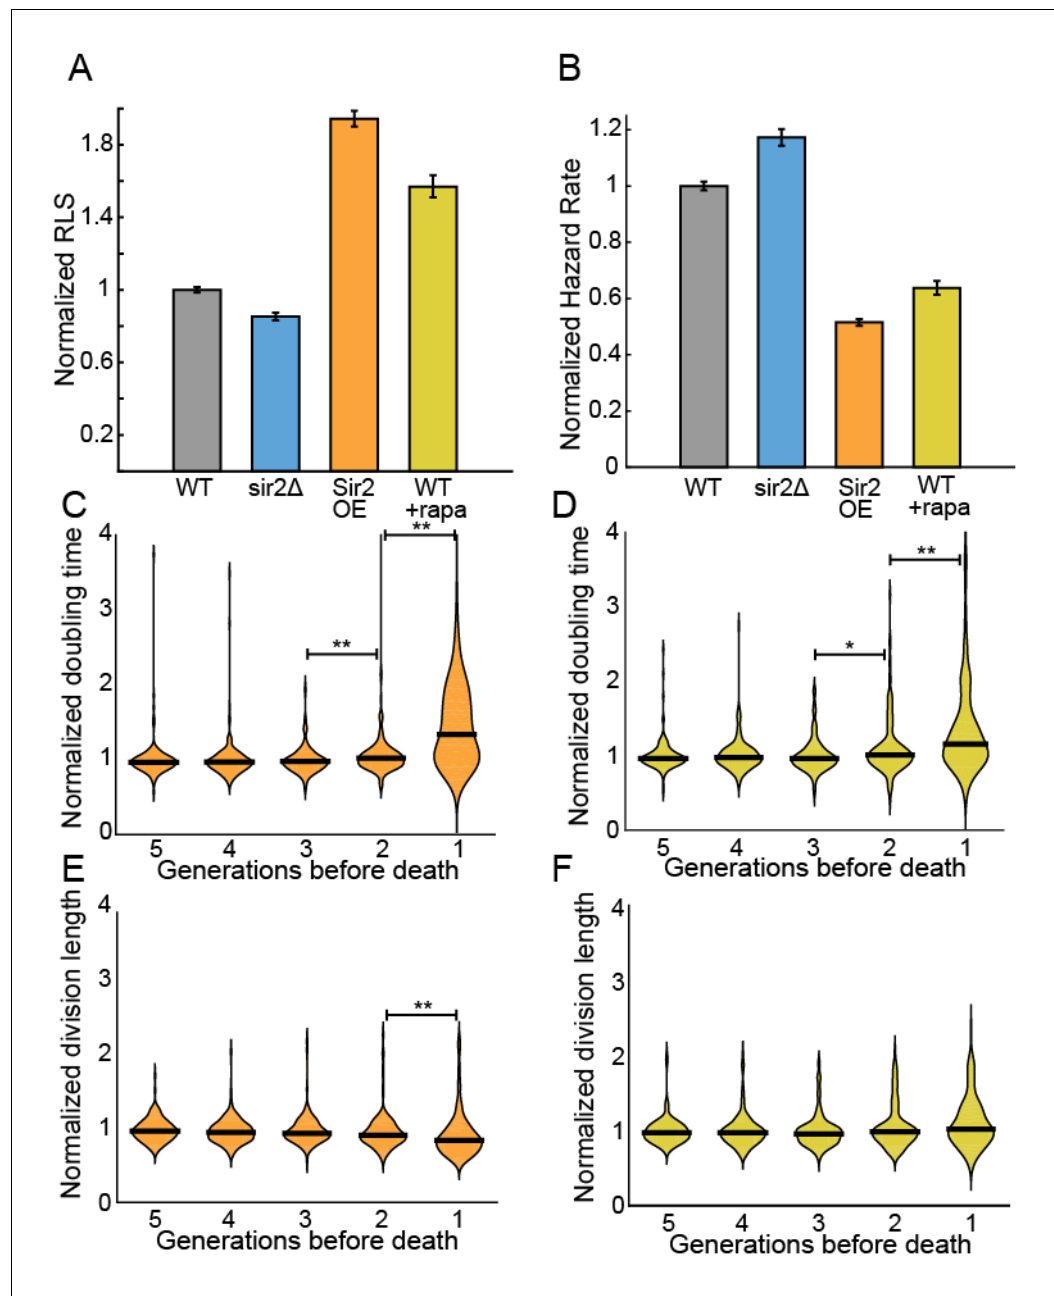 A
Normalized RLS
1.8
1.4
1
0.6
0.2
WT
sir2Δ
Sir2
OE
WT
+rapa
B
Normalized Hazard Rate
1.2
1
0.8
0.6
0.4
0.2
0
WT
sir2Δ
Sir2
OE
WT
+rapa
C
Normalized doubling time
4
3
2
1
0
**
**
5 4 3 2 1
Generations before death
D
Normalized doubling time
4
3
2
1
0
*
**
5 4 3 2 1
Generations before death
E
Normalized division length
4
3
2
1
0
**
5 4 3 2 1
Generations before death
F
Normalized division length
4
3
2
1
0
5 4 3 2 1
Generations before death